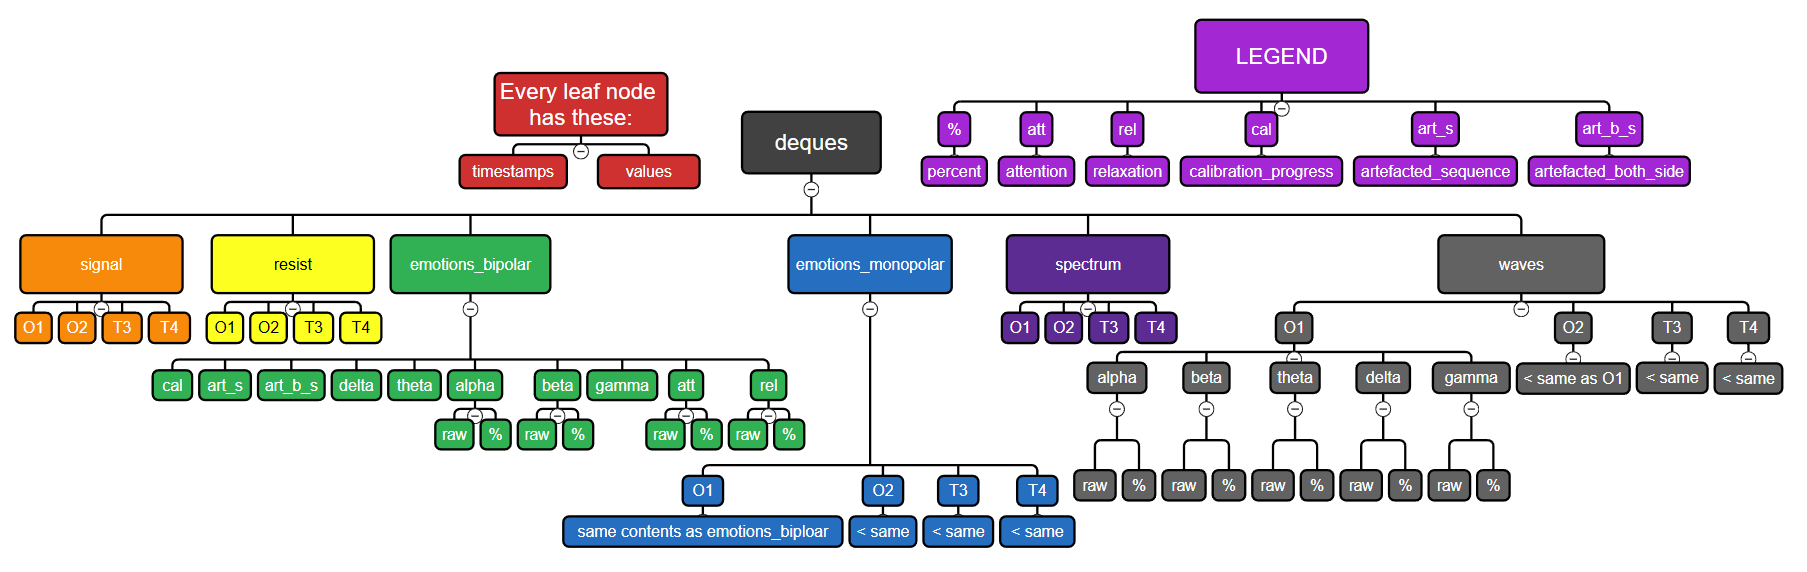 LEGEND
Every leaf node
has these:
deques
% att rel cal art_s art_b_s
timestamps values
percent attention relaxation calibration_progress artefacted_sequence artefacted_both_side
signal resist emotions_bipolar emotions_monopolar spectrum waves
O1 O2 T3 T4 O1 O2 T3 T4 O1 O2 T3 T4 O1 O2 T3 T4
cal art_s art_b_s delta theta alpha beta gamma att rel
alpha beta theta delta gamma < same as O1 < same < same
raw % raw % raw % raw %
O1 O2 T3 T4
raw % raw % raw % raw % raw %
same contents as emotions_biploar < same < same < same